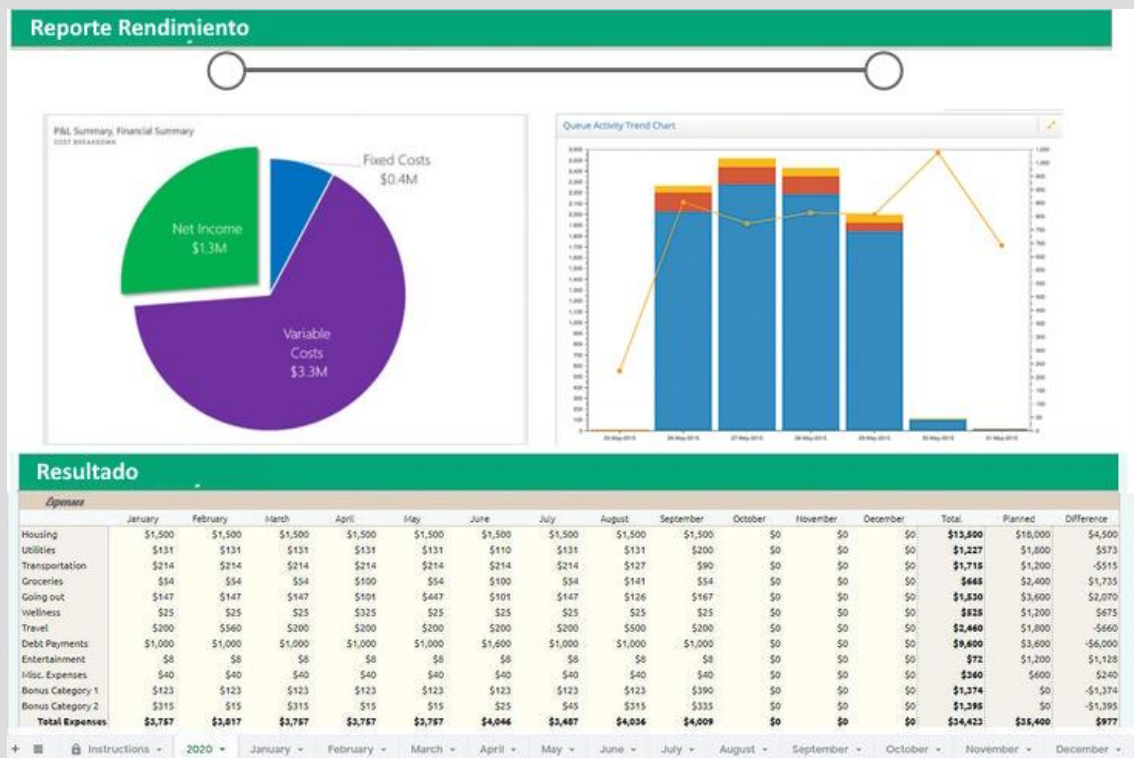 Reporte Rendimiento
P&L Summary, Financial Summary
COST BREAKDOWN
Fixed Costs
$0.4M
Net Income
$1.3M
Variable
Costs
$3.3M
Queue Activity Trend Chart
Resultado
Expenses
January February March April May June July August September October November December Total Planned Difference
Housing $1,500 $1,500 $1,500 $1,500 $1,500 $1,500 $1,500 $1,500 $1,500 $0 $0 $0 $13,500 $18,000 $4,500
Utilities $131 $131 $131 $131 $131 $110 $131 $131 $200 $0 $0 $0 $1,227 $1,800 $573
Transportation $214 $214 $214 $214 $214 $214 $214 $127 $90 $0 $0 $0 $1,715 $1,200 -$515
Groceries $54 $54 $54 $100 $54 $100 $54 $141 $54 $0 $0 $0 $665 $2,400 $1,735
Going out $147 $147 $147 $101 $447 $101 $147 $126 $167 $0 $0 $0 $1,530 $3,600 $2,070
Wellness $25 $25 $25 $325 $25 $25 $25 $25 $25 $0 $0 $0 $525 $1,200 $675
Travel $200 $560 $200 $200 $200 $200 $200 $500 $200 $0 $0 $0 $2,460 $1,800 -$660
Debt Payments $1,000 $1,000 $1,000 $1,000 $1,000 $1,600 $1,000 $1,000 $1,000 $0 $0 $0 $9,600 $3,600 -$6,000
Entertainment $8 $8 $8 $8 $8 $8 $8 $8 $8 $0 $0 $0 $72 $1,200 $1,128
Misc. Expenses $40 $40 $40 $40 $40 $40 $40 $40 $40 $0 $0 $0 $360 $600 $240
Bonus Category 1 $123 $123 $123 $123 $123 $123 $123 $123 $390 $0 $0 $0 $1,374 $0 -$1,374
Bonus Category 2 $315 $15 $315 $15 $15 $25 $45 $315 $335 $0 $0 $0 $1,395 $0 -$1,395
Total Expenses $3,757 $3,817 $3,757 $3,757 $3,757 $4,046 $3,487 $4,036 $4,009 $0 $0 $0 $34,423 $35,400 $977
Instructions 2020 January February March April May June July August September October November December